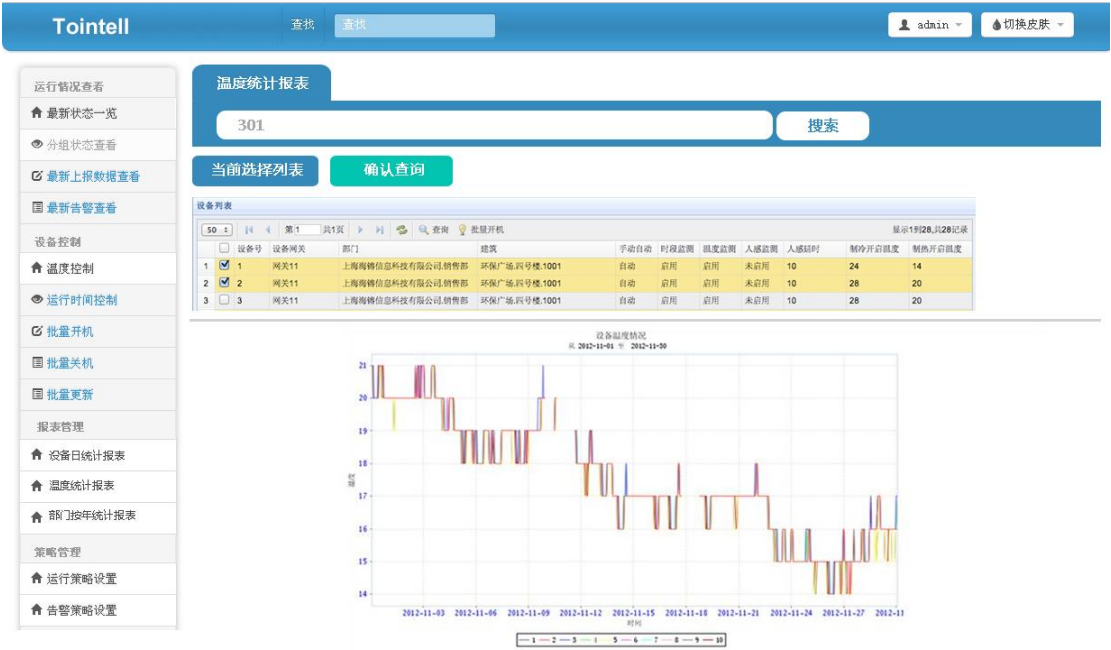 Tointell 查找 查找 admin 切换皮肤
运行情况查看
最新状态一览
分组状态查看
最新上报数据查看
最新告警查看
设备控制
温度控制
运行时间控制
批量开机
批量关机
批量更新
报表管理
设备日统计报表
温度统计报表
部门按年统计报表
策略管理
运行策略设置
告警策略设置
温度统计报表
301 搜索
当前选择列表 确认查询
设备列表
50 第1 共1页 查询 批量开机 显示1到28,共28记录
设备号 设备网关 部门 建筑 手动自动 时段监测 温度监测 人感监测 人感延时 制冷开启温度 制热开启温度
1 1 网关11 上海海锦信息科技有限公司.销售部 环保广场.四号楼.1001 自动 启用 启用 未启用 10 24 14
2 2 网关11 上海海锦信息科技有限公司.销售部 环保广场.四号楼.1001 自动 启用 启用 未启用 10 28 20
3 3 网关11 上海海锦信息科技有限公司.销售部 环保广场.四号楼.1001 自动 启用 启用 未启用 10 28 20
设备温度情况
从 2012-11-01 至 2012-11-30
21
20
19
18
17
16
15
14
温度
2012-11-03 2012-11-06 2012-11-09 2012-11-12 2012-11-15 2012-11-18 2012-11-21 2012-11-24 2012-11-27 2012-11
时间
1 2 3 4 5 6 7 8 9 10